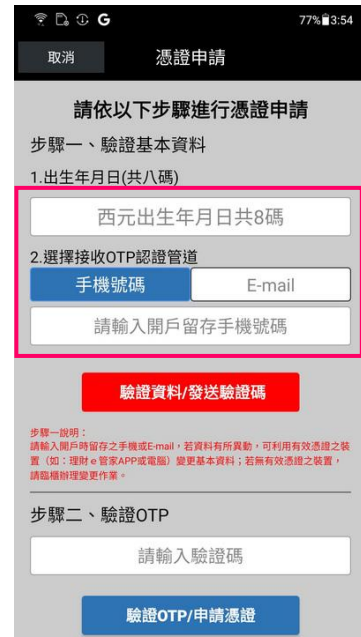 G 77% 3:54
取消 憑證申請
請依以下步驟進行憑證申請
步驟一、驗證基本資料
1.出生年月日(共八碼)
西元出生年月日共8碼
2.選擇接收OTP認證管道
手機號碼 E-mail
請輸入開戶留存手機號碼
驗證資料/發送驗證碼
步驟一說明：
請輸入開戶時留存之手機或E-mail，若資料有所異動，可利用有效憑證之裝
置（如：理財e管家APP或電腦）變更基本資料；若無有效憑證之裝置，
請臨櫃辦理變更作業。
步驟二、驗證OTP
請輸入驗證碼
驗證OTP/申請憑證